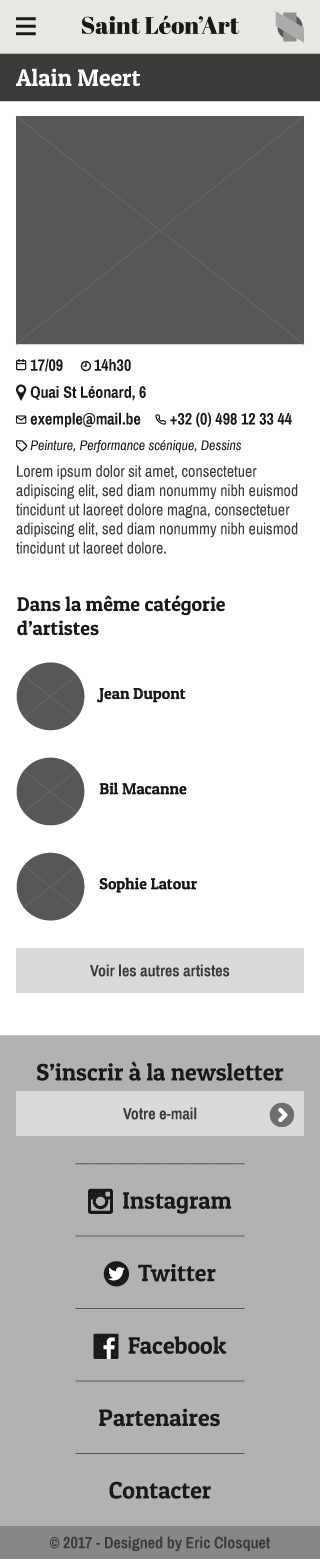 Saint Léon'Art
Alain Meert
17/09 14h30
Quai St Léonard, 6
exemple@mail.be +32 (0) 498 12 33 44
Peinture, Performance scénique, Dessins
Lorem ipsum dolor sit amet, consectetuer
adipiscing elit, sed diam nonummy nibh euismod
tincidunt ut laoreet dolore magna, consectetuer
adipiscing elit, sed diam nonummy nibh euismod
tincidunt ut laoreet dolore.
Dans la même catégorie
d'artistes
Jean Dupont
Bil Macanne
Sophie Latour
Voir les autres artistes
S'inscrir à la newsletter
Votre e-mail
Instagram
Twitter
Facebook
Partenaires
Contacter
© 2017 - Designed by Eric Closquet